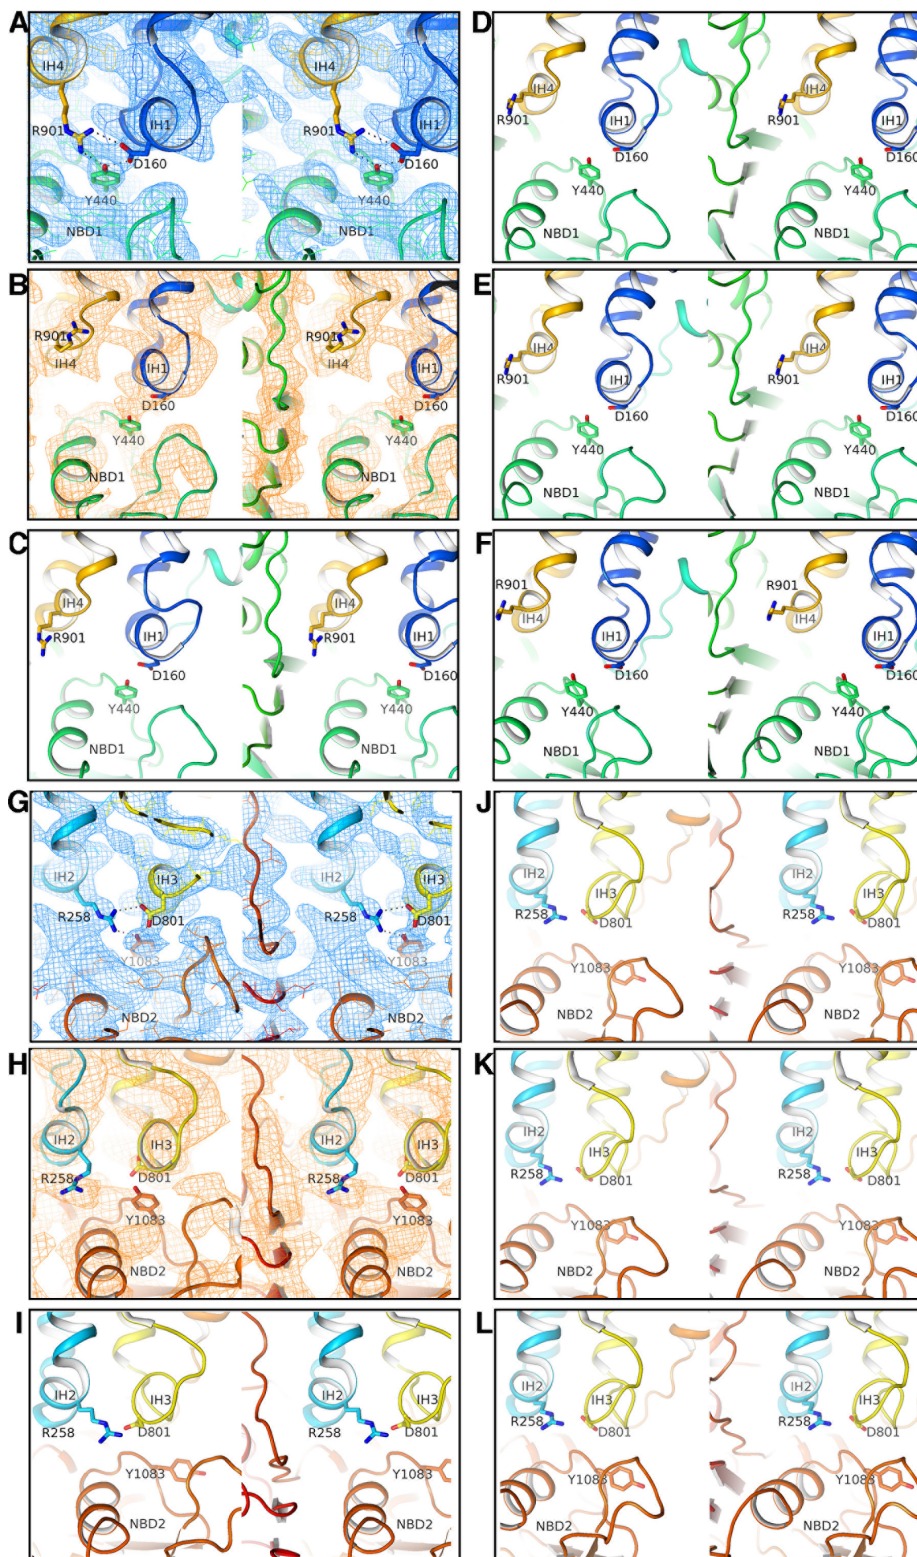 A
IH4
R901
IH1
D160
Y440
NBD1
IH4
R901
IH1
D160
Y440
NBD1
D
IH4
R901
IH1
D160
Y440
NBD1
IH4
R901
IH1
D160
Y440
NBD1
B
R901
IH4
IH1
D160
Y440
NBD1
R901
IH4
IH1
D160
Y440
NBD1
E
IH4
R901
IH1
D160
Y440
NBD1
IH4
R901
IH1
D160
Y440
NBD1
C
IH4
R901
IH1
D160
Y440
NBD1
IH4
R901
IH1
D160
Y440
NBD1
F
R901
IH4
IH1
D160
Y440
NBD1
R901
IH4
IH1
D160
Y440
NBD1
G
IH2
IH3
R258
D801
Y1083
NBD2
IH2
IH3
R258
D801
Y1083
NBD2
J
IH2
IH3
R258
D801
Y1083
NBD2
IH2
IH3
R258
D801
Y1083
NBD2
H
IH2
IH3
R258
D801
Y1083
NBD2
IH2
IH3
R258
D801
Y1083
NBD2
K
IH2
IH3
R258
D801
Y1083
NBD2
IH2
IH3
R258
D801
Y1083
NBD2
I
IH2
IH3
R258
D801
Y1083
NBD2
IH2
IH3
R258
D801
Y1083
NBD2
L
IH2
IH3
R258
D801
Y1083
NBD2
IH2
IH3
R258
D801
Y1083
NBD2